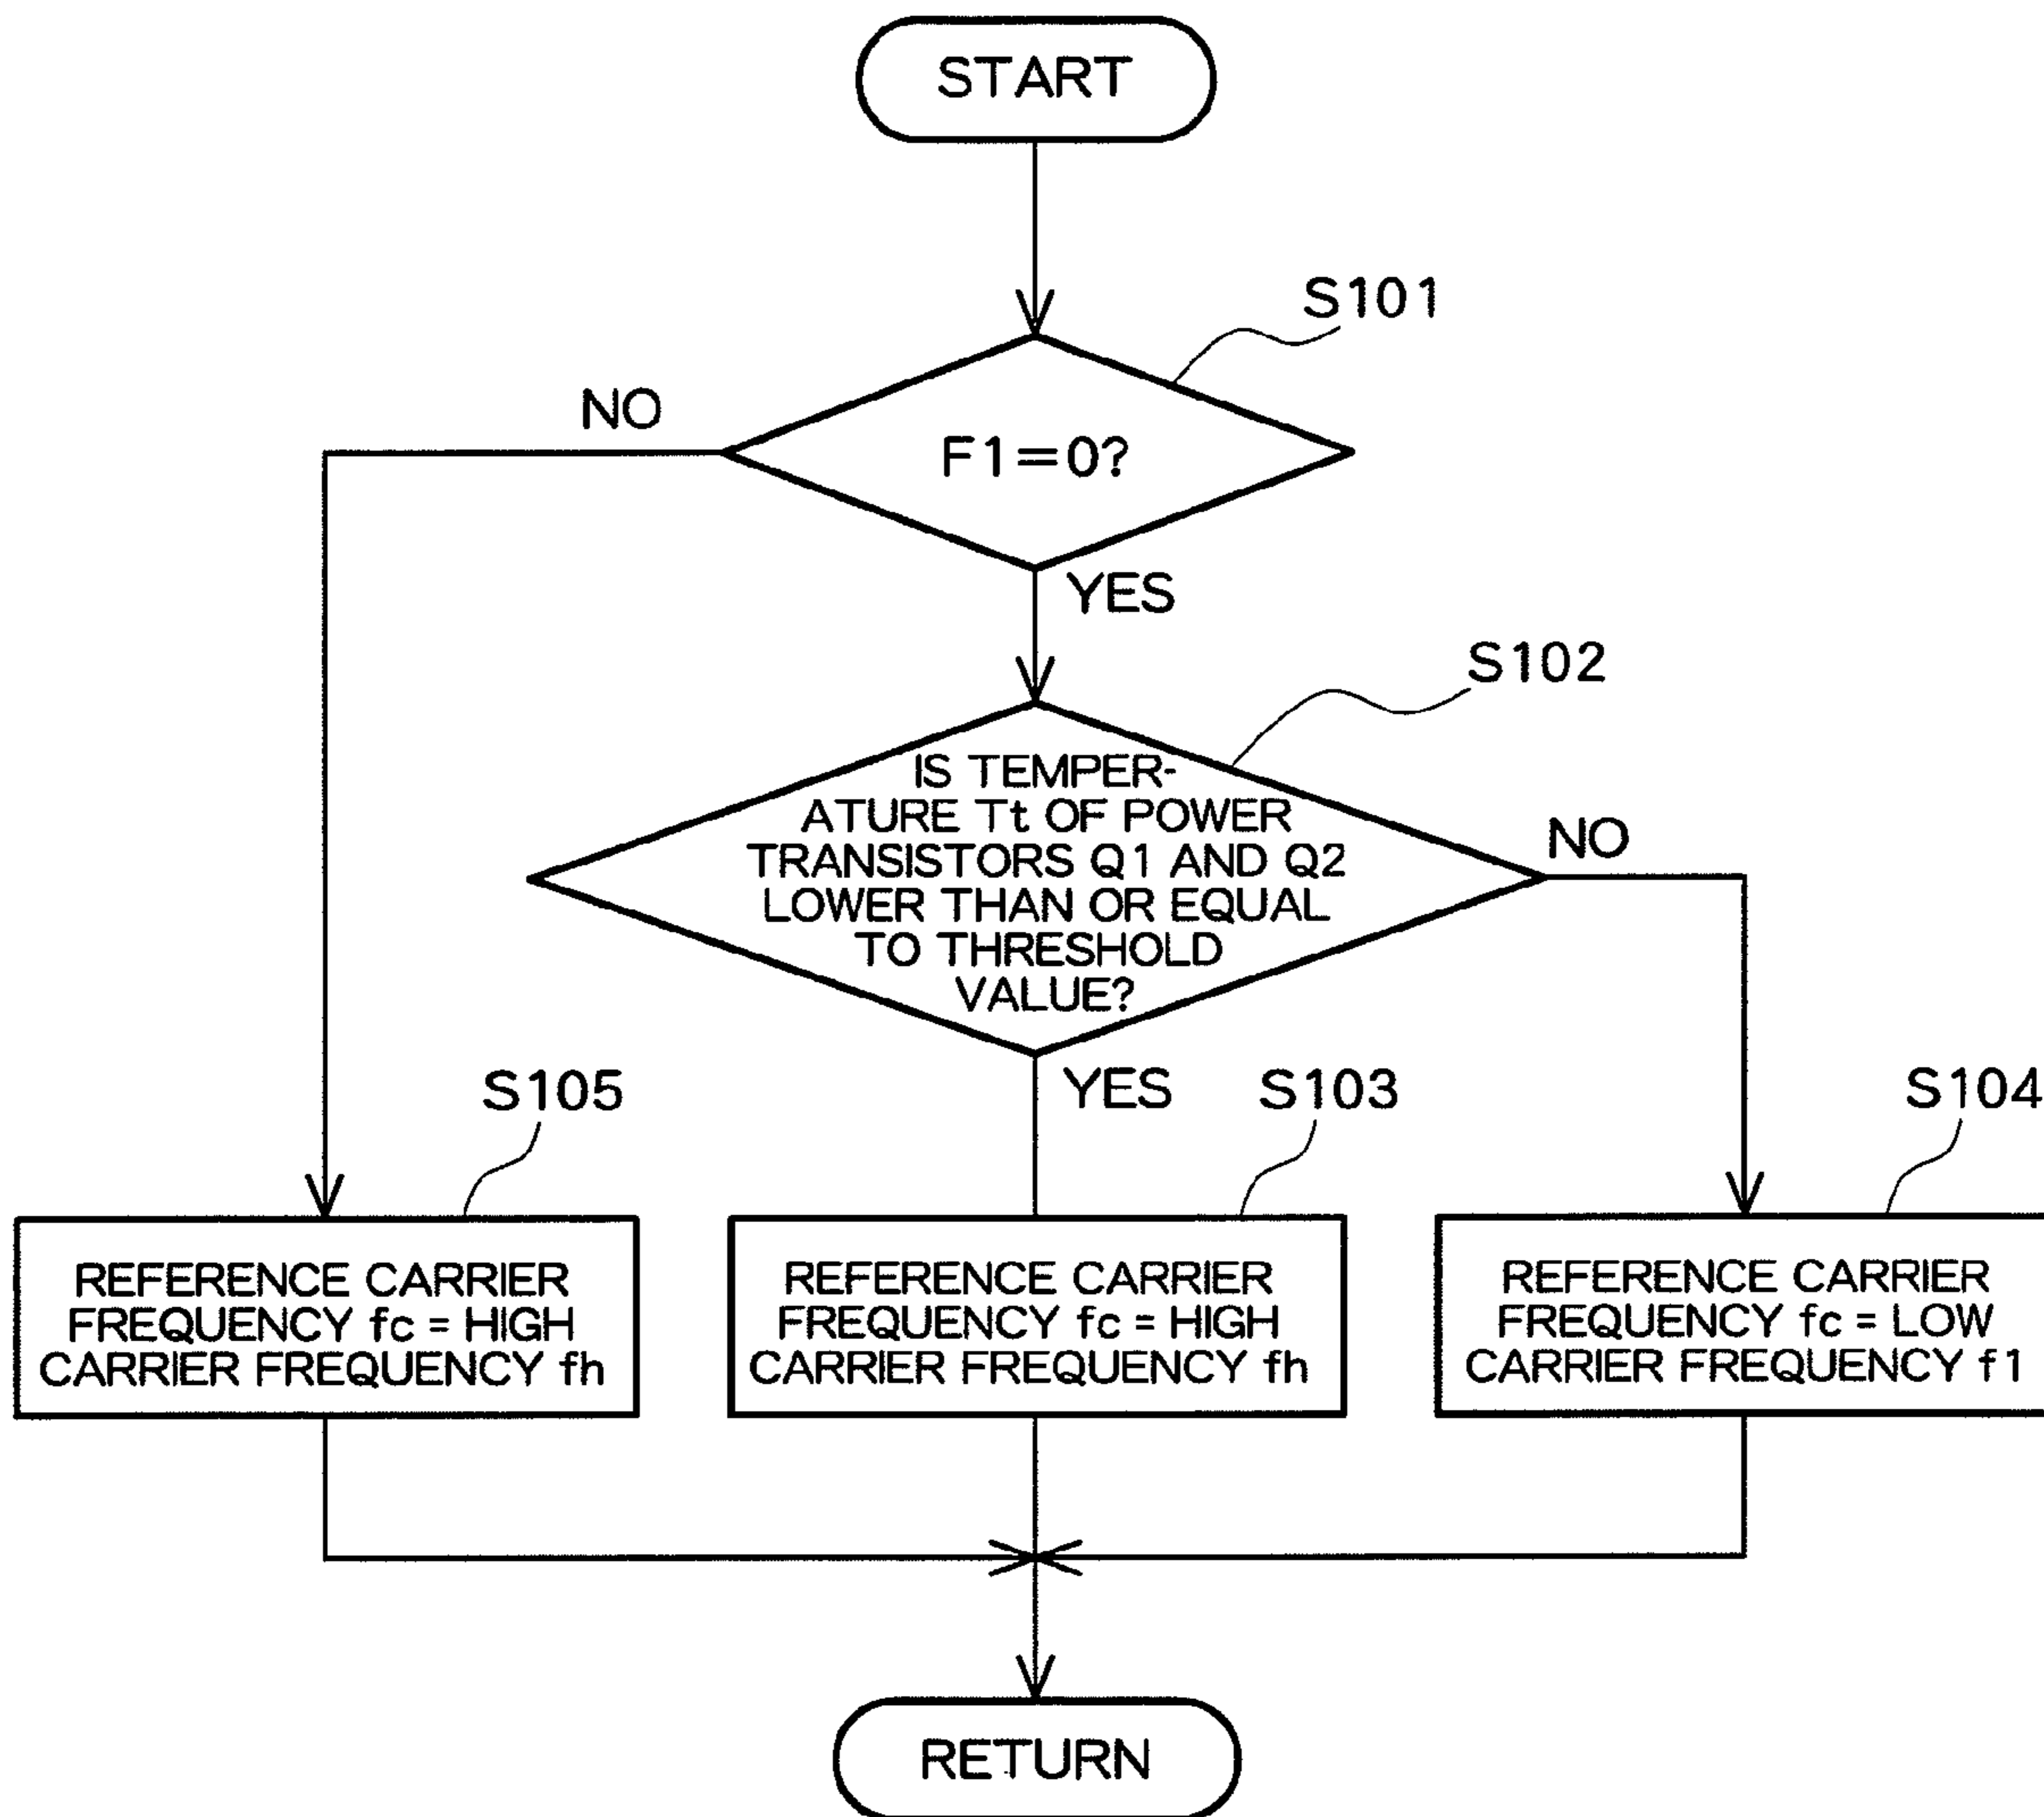 START
S101
NO
F1=0?
YES
S102
IS TEMPER-
ATURE Tt OF POWER
TRANSISTORS Q1 AND Q2
LOWER THAN OR EQUAL
TO THRESHOLD
VALUE?
NO
YES
S105
S103
S104
REFERENCE CARRIER
FREQUENCY fc = HIGH
CARRIER FREQUENCY fh
REFERENCE CARRIER
FREQUENCY fc = HIGH
CARRIER FREQUENCY fh
REFERENCE CARRIER
FREQUENCY fc = LOW
CARRIER FREQUENCY f1
RETURN